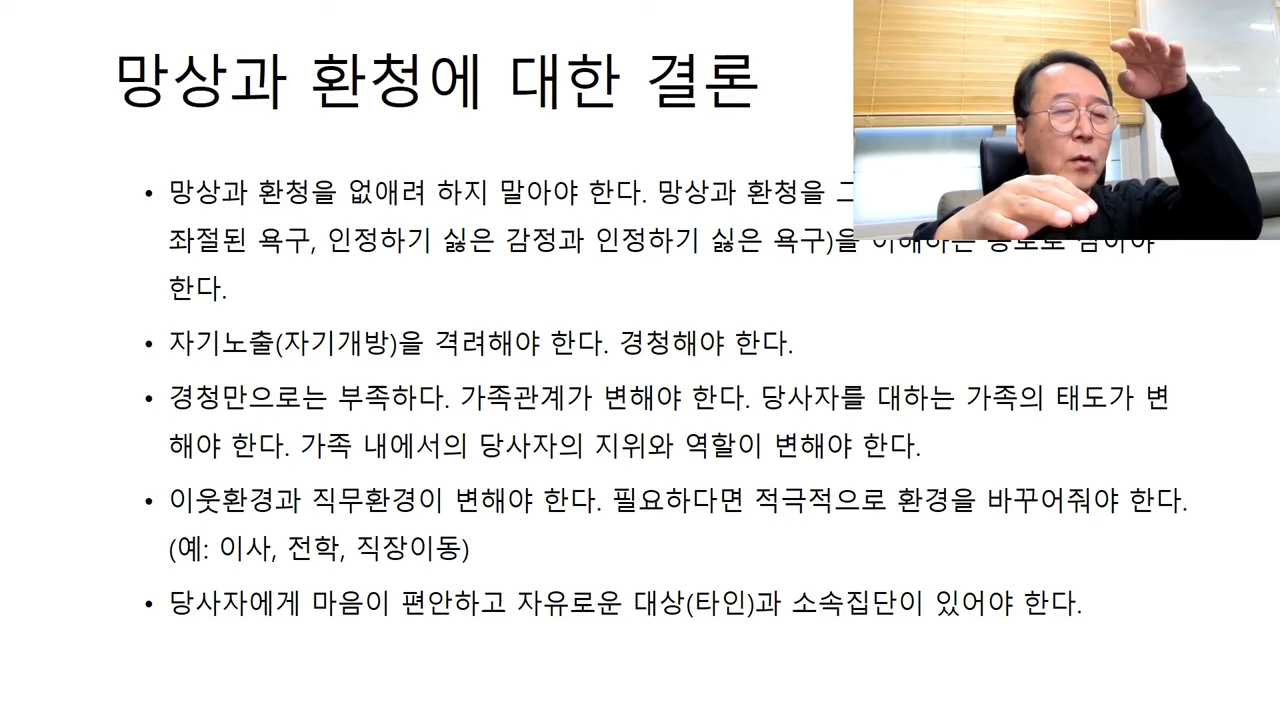 망상과 환청에 대한 결론
• 망상과 환청을 없애려 하지 말아야 한다. 망상과 환청을
좌절된 욕구, 인정하기 싫은 감정과 인정하기 싫은 욕구)을
한다.
• 자기노출(자기개방)을 격려해야 한다. 경청해야 한다.
• 경청만으로는 부족하다. 가족관계가 변해야 한다. 당사자를 대하는 가족의 태도가 변
해야 한다. 가족 내에서의 당사자의 지위와 역할이 변해야 한다.
• 이웃환경과 직무환경이 변해야 한다. 필요하다면 적극적으로 환경을 바꾸어줘야 한다.
(예: 이사, 전학, 직장이동)
• 당사자에게 마음이 편안하고 자유로운 대상(타인)과 소속집단이 있어야 한다.